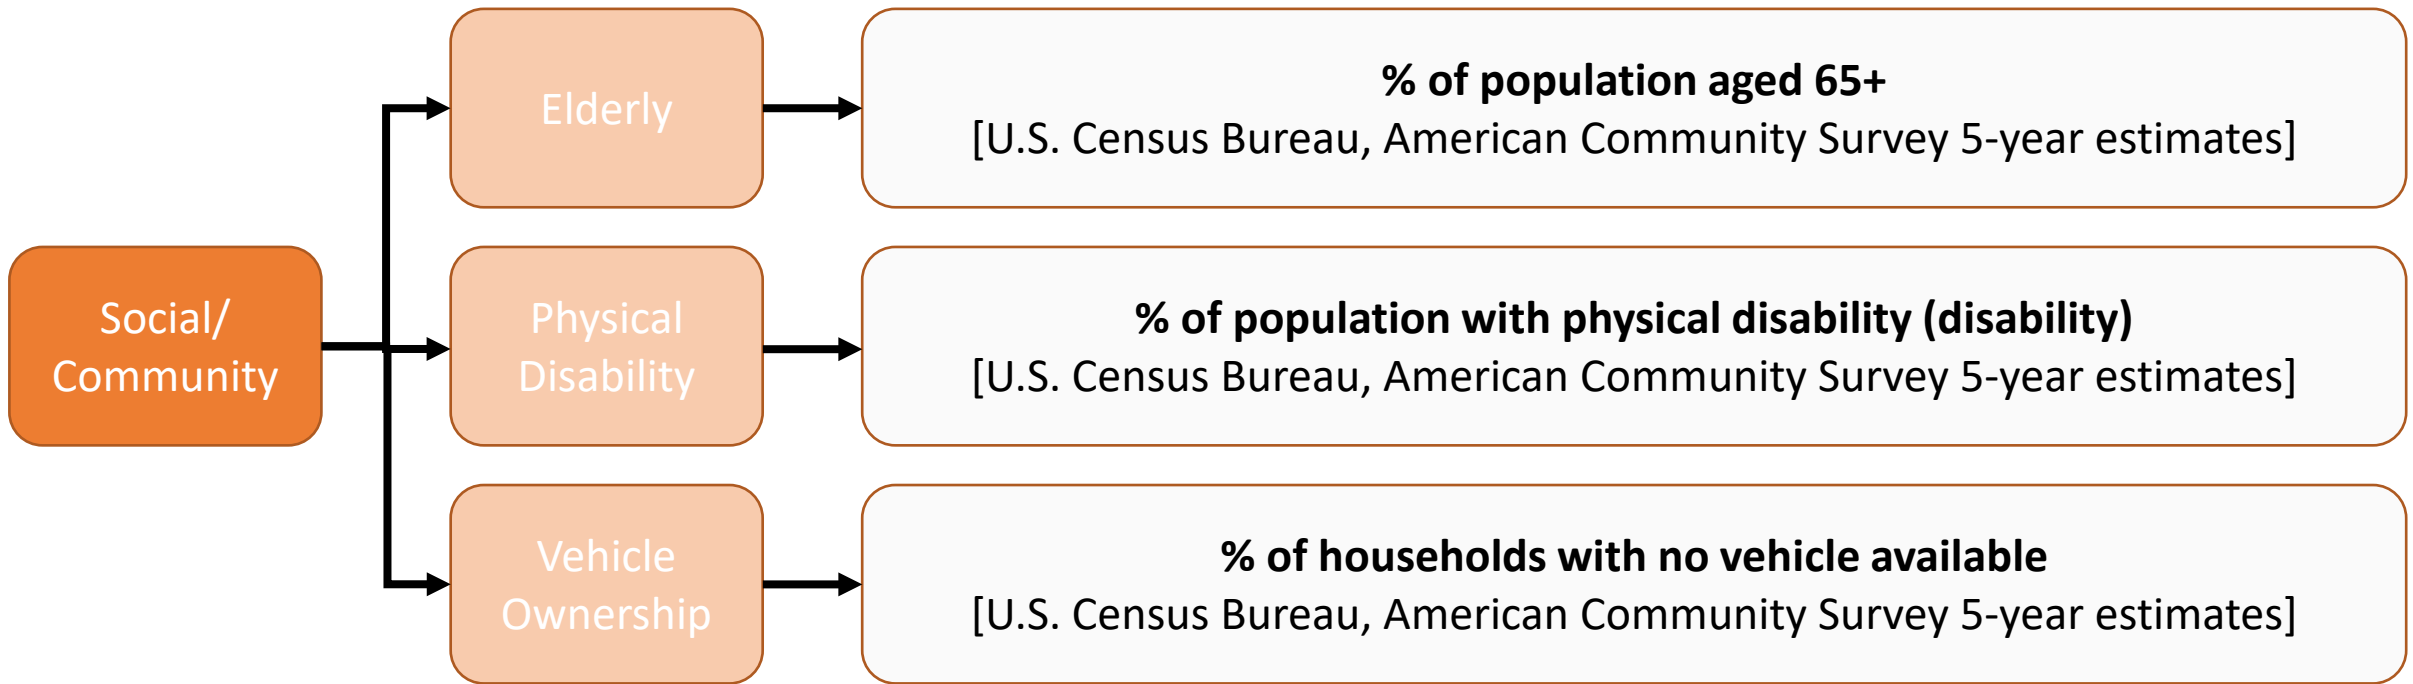 Social/
Community
Elderly
% of population aged 65+
[U.S. Census Bureau, American Community Survey 5-year estimates]
Physical
Disability
% of population with physical disability (disability)
[U.S. Census Bureau, American Community Survey 5-year estimates]
Vehicle
Ownership
% of households with no vehicle available
[U.S. Census Bureau, American Community Survey 5-year estimates]